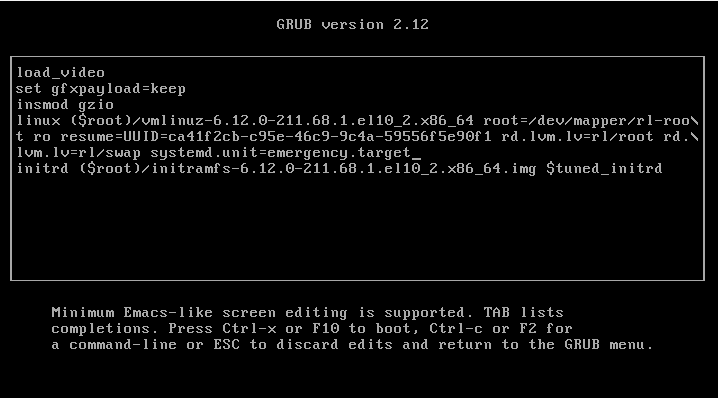 GRUB version 2.12
load_video
set gfxpayload=keep
insmod gzio
linux ($root)/vmlinuz-6.12.0-211.68.1.el10_2.x86_64 root=/dev/mapper/rl-roo\
t ro resume=UUID=ca41f2cb-c95e-46c9-9c4a-59556f5e90f1 rd.lvm.lv=rl/root rd.\
lvm.lv=rl/swap systemd.unit=emergency.target_
initrd ($root)/initramfs-6.12.0-211.68.1.el10_2.x86_64.img $tuned_initrd
Minimum Emacs-like screen editing is supported. TAB lists
completions. Press Ctrl-x or F10 to boot, Ctrl-c or F2 for
a command-line or ESC to discard edits and return to the GRUB menu.